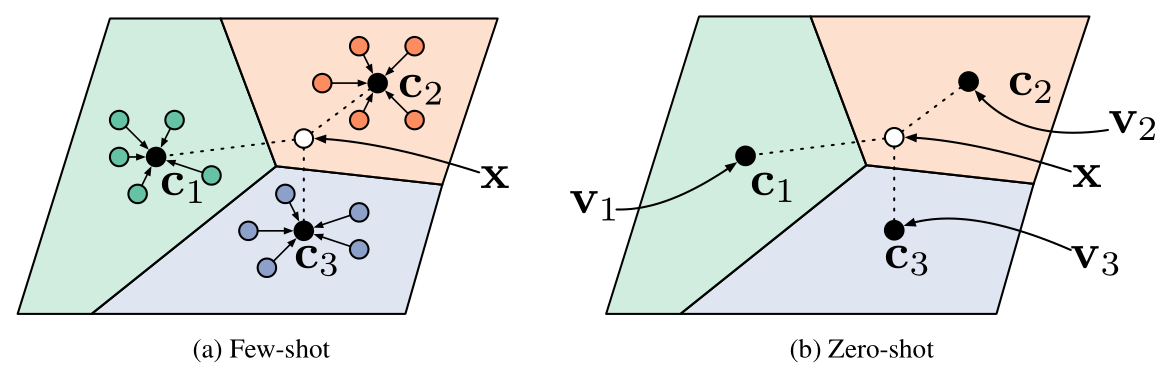 c₂
x
c₁
c₃
(a) Few-shot
c₂
v₂
x
c₁
v₁
c₃
v₃
(b) Zero-shot